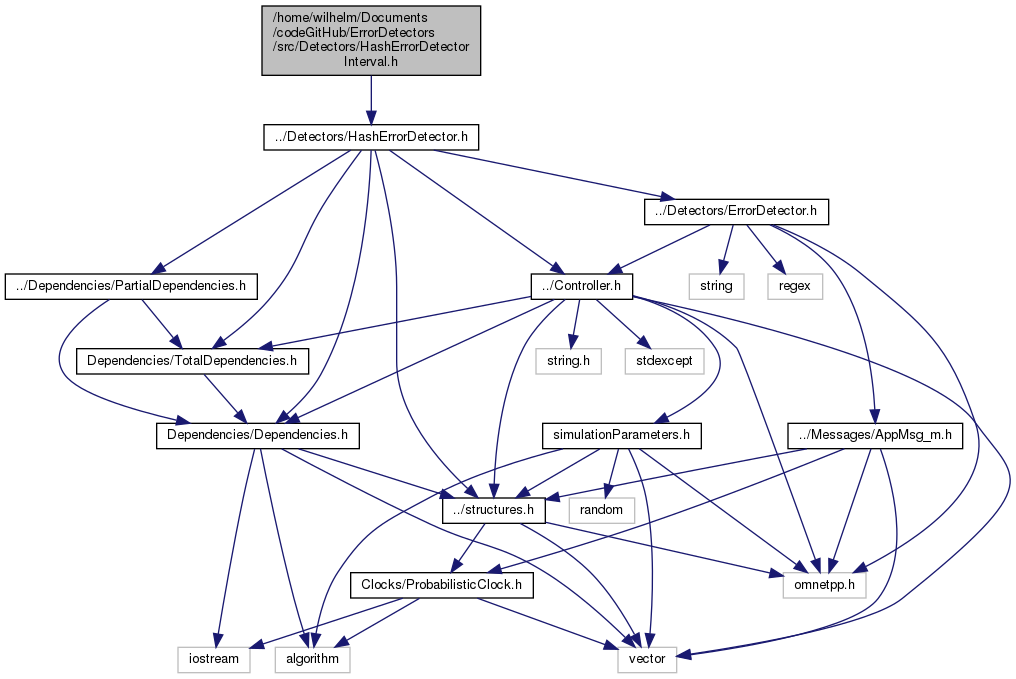 /home/wilhelm/Documents
/codeGitHub/ErrorDetectors
/src/Detectors/HashErrorDetector
Interval.h
../Detectors/HashErrorDetector.h
../Detectors/ErrorDetector.h
../Dependencies/PartialDependencies.h
../Controller.h
string
regex
Dependencies/TotalDependencies.h
string.h
stdexcept
Dependencies/Dependencies.h
simulationParameters.h
../Messages/AppMsg_m.h
../structures.h
random
Clocks/ProbabilisticClock.h
omnetpp.h
iostream
algorithm
vector